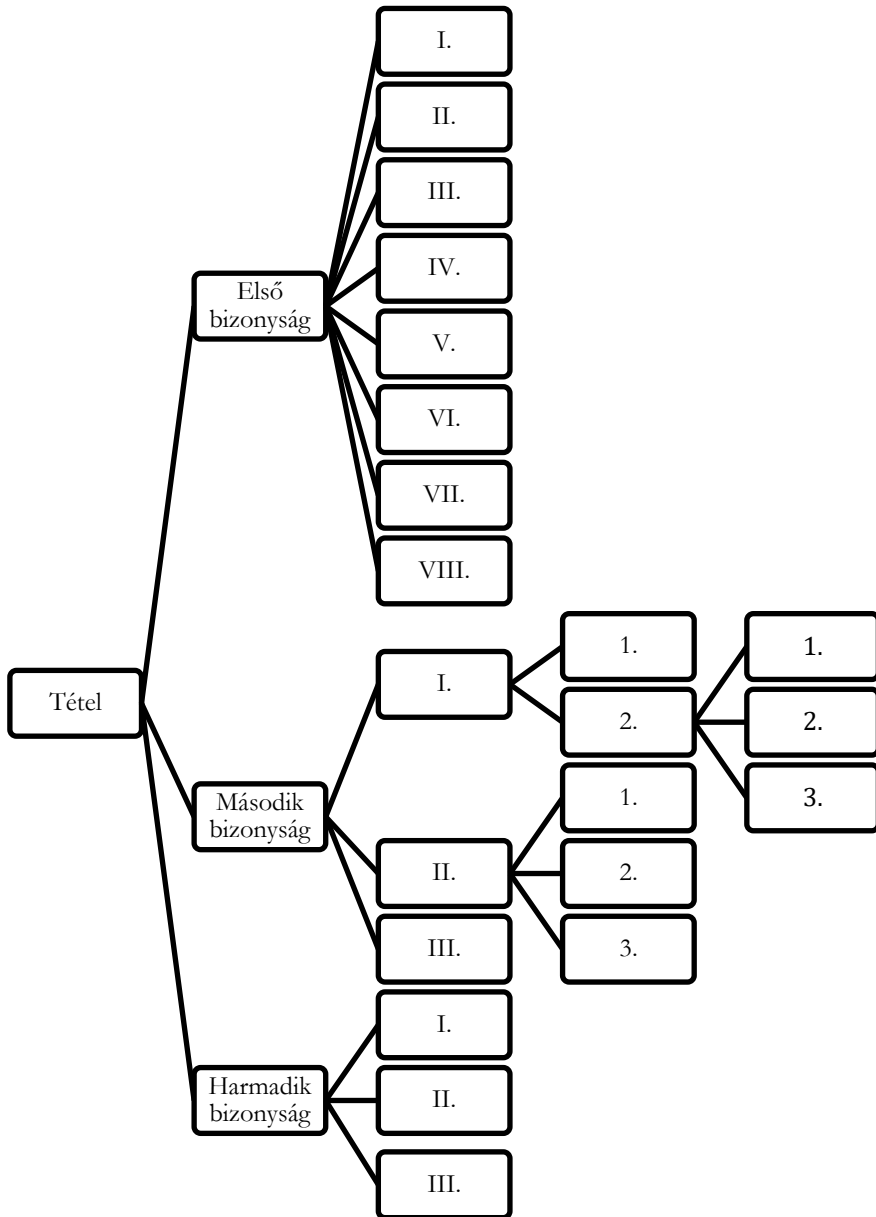 Tétel
Első
bizonyság
I.
II.
III.
IV.
V.
VI.
VII.
VIII.
Második
bizonyság
I.
1.
2.
1.
2.
3.
II.
1.
2.
3.
III.
Harmadik
bizonyság
I.
II.
III.